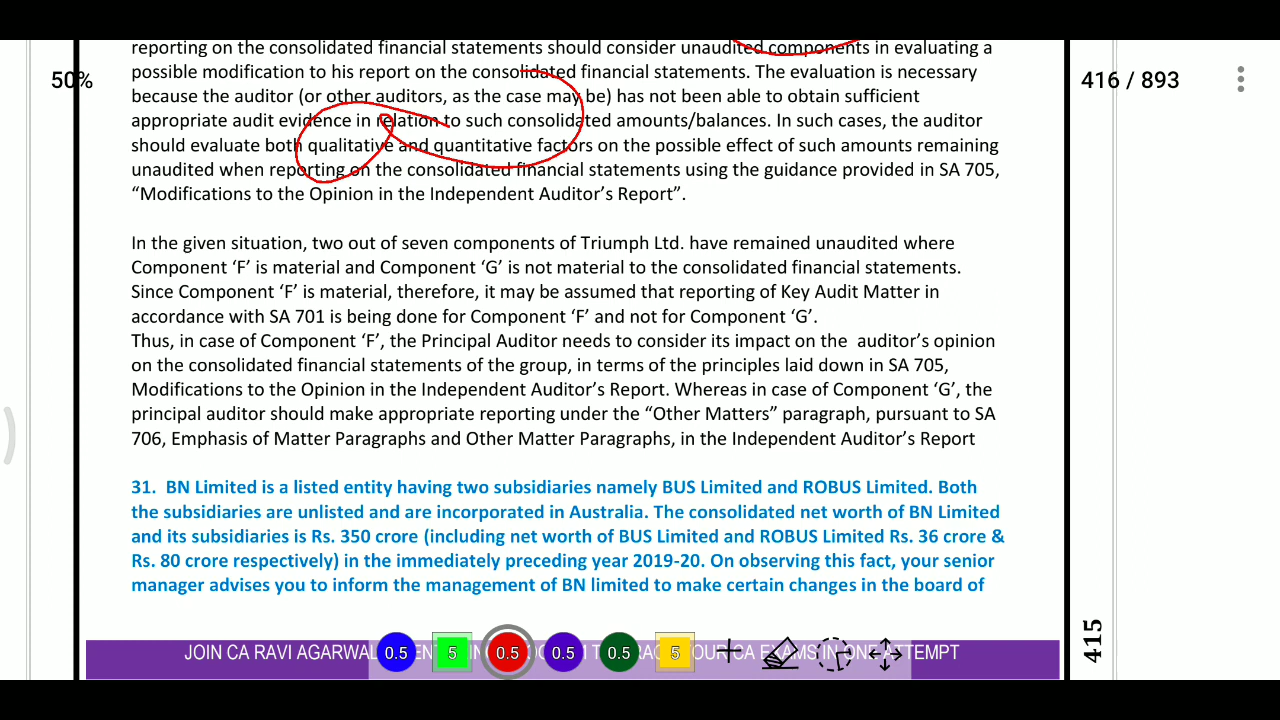 reporting on the consolidated financial statements should consider unaudited components in evaluating a
50%
416 / 893
possible modification to his report on the consolidated financial statements. The evaluation is necessary
because the auditor (or other auditors, as the case may be) has not been able to obtain sufficient
appropriate audit evidence in relation to such consolidated amounts/balances. In such cases, the auditor
should evaluate both qualitative and quantitative factors on the possible effect of such amounts remaining
unaudited when reporting on the consolidated financial statements using the guidance provided in SA 705,
“Modifications to the Opinion in the Independent Auditor’s Report”.
In the given situation, two out of seven components of Triumph Ltd. have remained unaudited where
Component ‘F’ is material and Component ‘G’ is not material to the consolidated financial statements.
Since Component ‘F’ is material, therefore, it may be assumed that reporting of Key Audit Matter in
accordance with SA 701 is being done for Component ‘F’ and not for Component ‘G’.
Thus, in case of Component ‘F’, the Principal Auditor needs to consider its impact on the auditor’s opinion
on the consolidated financial statements of the group, in terms of the principles laid down in SA 705,
Modifications to the Opinion in the Independent Auditor’s Report. Whereas in case of Component ‘G’, the
principal auditor should make appropriate reporting under the “Other Matters” paragraph, pursuant to SA
706, Emphasis of Matter Paragraphs and Other Matter Paragraphs, in the Independent Auditor’s Report
31. BN Limited is a listed entity having two subsidiaries namely BUS Limited and ROBUS Limited. Both
the subsidiaries are unlisted and are incorporated in Australia. The consolidated net worth of BN Limited
and its subsidiaries is Rs. 350 crore (including net worth of BUS Limited and ROBUS Limited Rs. 36 crore &
Rs. 80 crore respectively) in the immediately preceding year 2019-20. On observing this fact, your senior
manager advises you to inform the management of BN limited to make certain changes in the board of
415
JOIN CA RAVI AGARWAL CA EXAMS IN ONE ATTEMPT
0.5 5 0.5 0.5 0.5 5